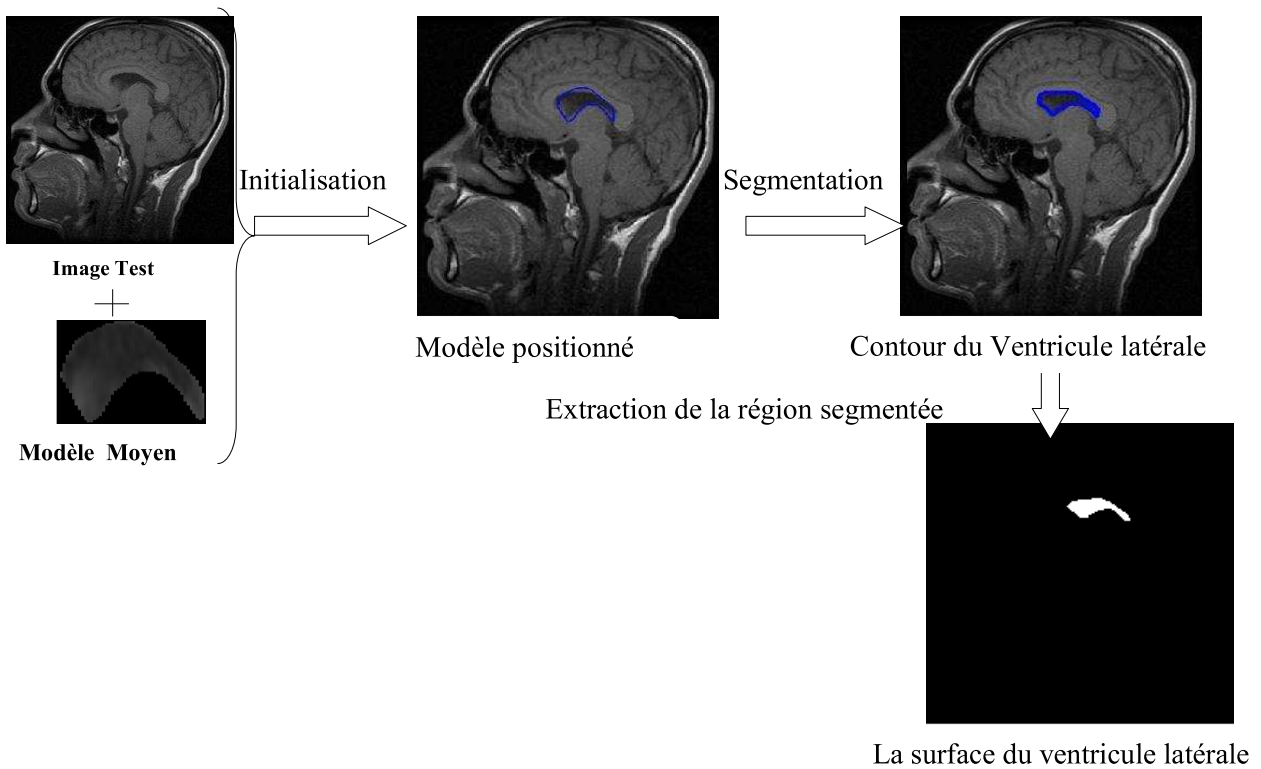 Initialisation
Segmentation
Image Test
Modèle Moyen
Modèle positionné
Contour du Ventricule latérale
Extraction de la région segmentée
La surface du ventricule latérale